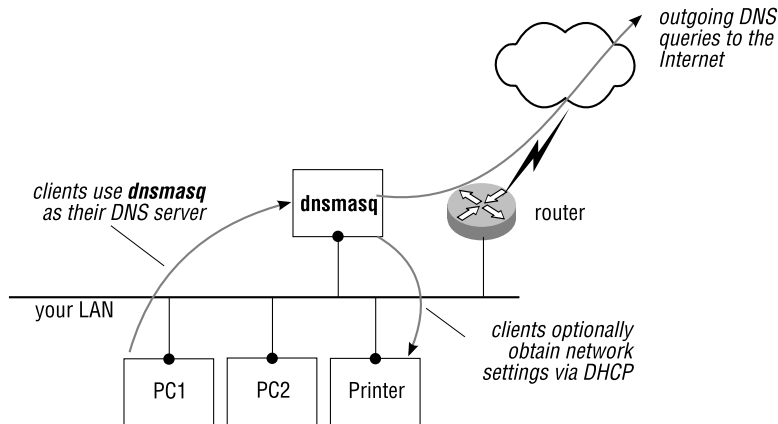 outgoing DNS
queries to the
Internet
clients use dnsmasq
as their DNS server
dnsmasq
router
your LAN
clients optionally
obtain network
settings via DHCP
PC1
PC2
Printer